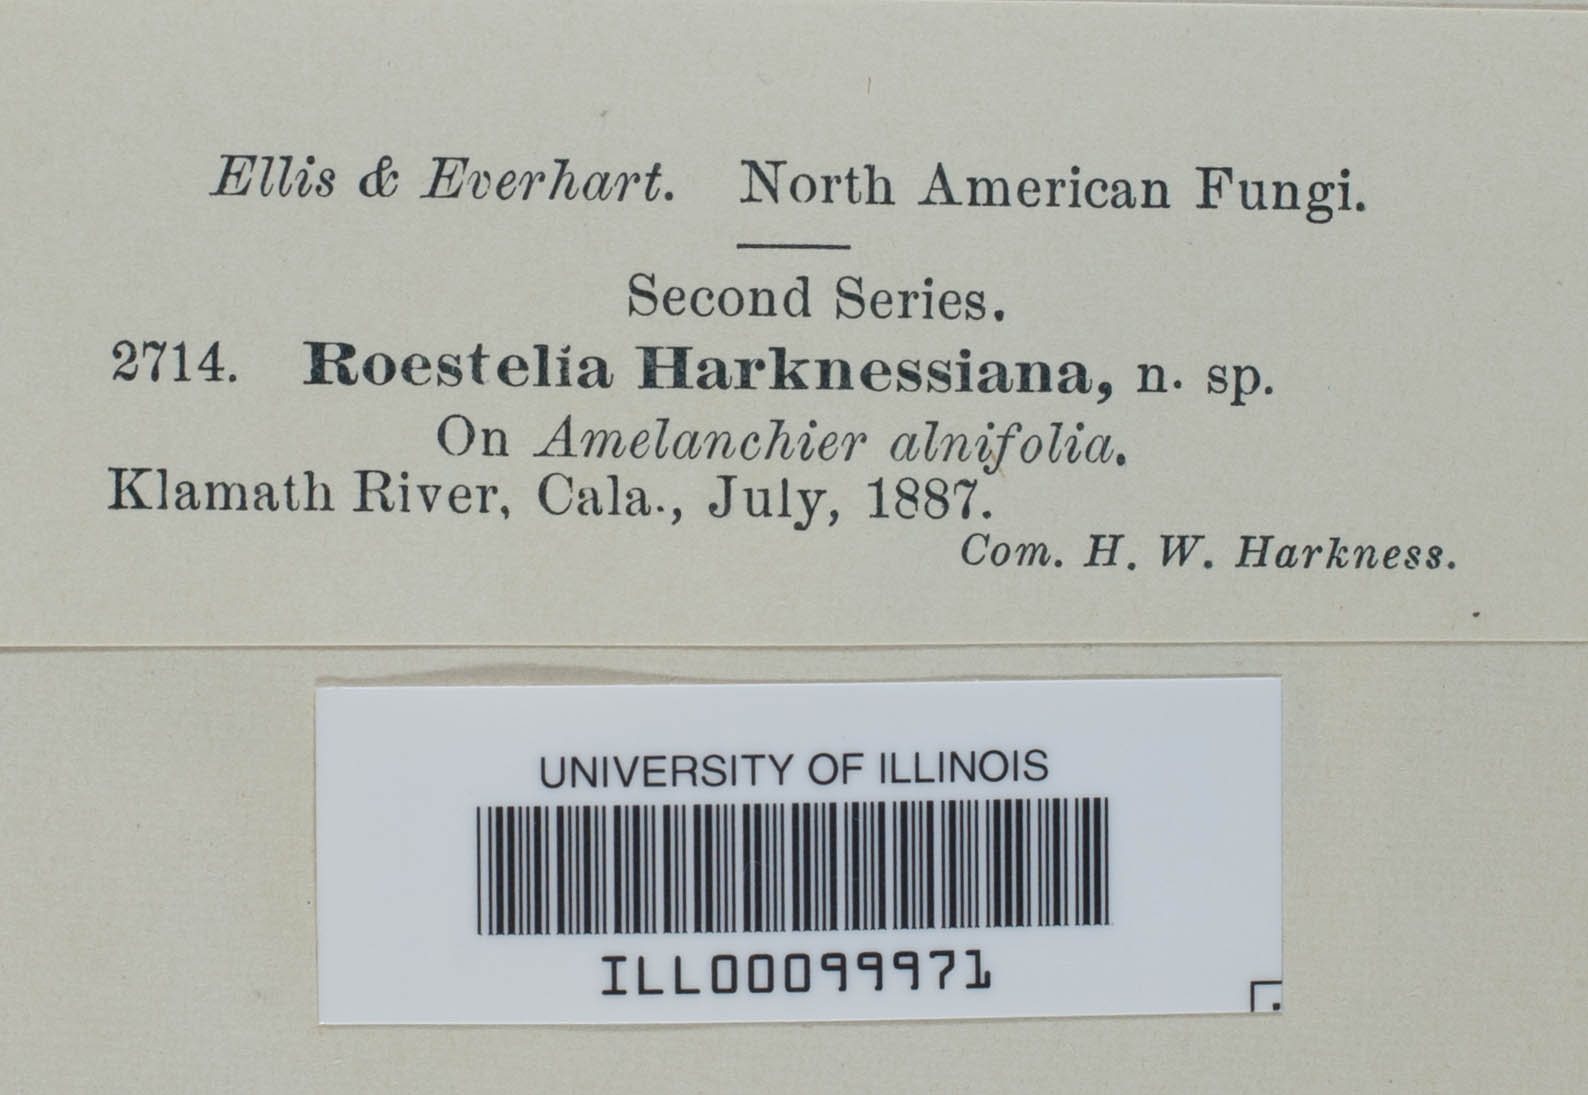 Ellis & Everhart. North American Fungi.
Second Series.
2714. Roestelia Harknessiana, n. sp.
On Amelanchier alnifolia.
Klamath River, Cala., July, 1887.
Com. H. W. Harkness.
UNIVERSITY OF ILLINOIS
ILL00099971